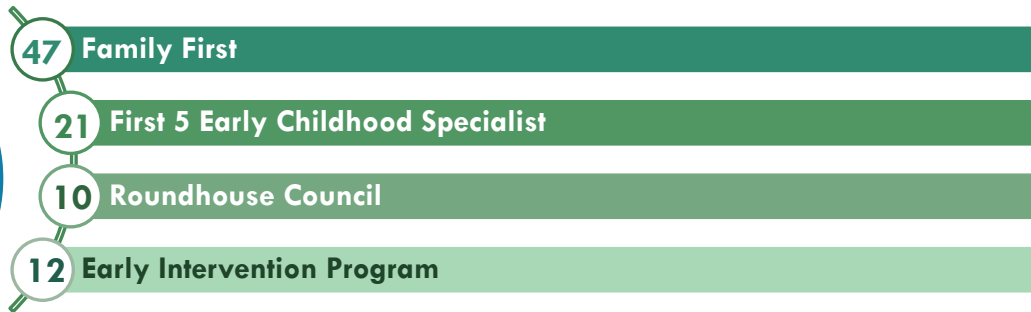 47 Family First
21 First 5 Early Childhood Specialist
10 Roundhouse Council
12 Early Intervention Program